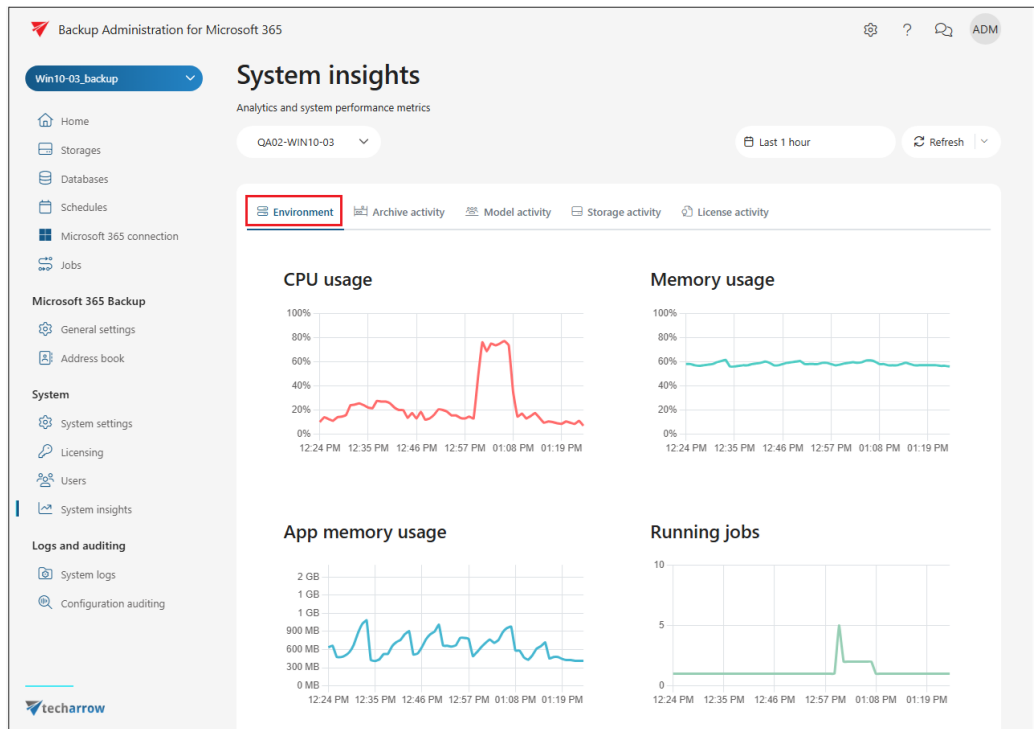 Backup Administration for Microsoft 365
ADM
Win10-03_backup
Home
Storages
Databases
Schedules
Microsoft 365 connection
Jobs
Microsoft 365 Backup
General settings
Address book
System
System settings
Licensing
Users
System insights
Logs and auditing
System logs
Configuration auditing
techarrow
System insights
Analytics and system performance metrics
QA02-WIN10-03
Last 1 hour
Refresh
Environment
Archive activity
Model activity
Storage activity
License activity
CPU usage
100%
80%
60%
40%
20%
0%
12:24 PM 12:35 PM 12:46 PM 12:57 PM 01:08 PM 01:19 PM
Memory usage
100%
80%
60%
40%
20%
0%
12:24 PM 12:35 PM 12:46 PM 12:57 PM 01:08 PM 01:19 PM
App memory usage
2 GB
1 GB
1 GB
900 MB
600 MB
300 MB
0 MB
12:24 PM 12:35 PM 12:46 PM 12:57 PM 01:08 PM 01:19 PM
Running jobs
10
5
0
12:24 PM 12:35 PM 12:46 PM 12:57 PM 01:08 PM 01:19 PM